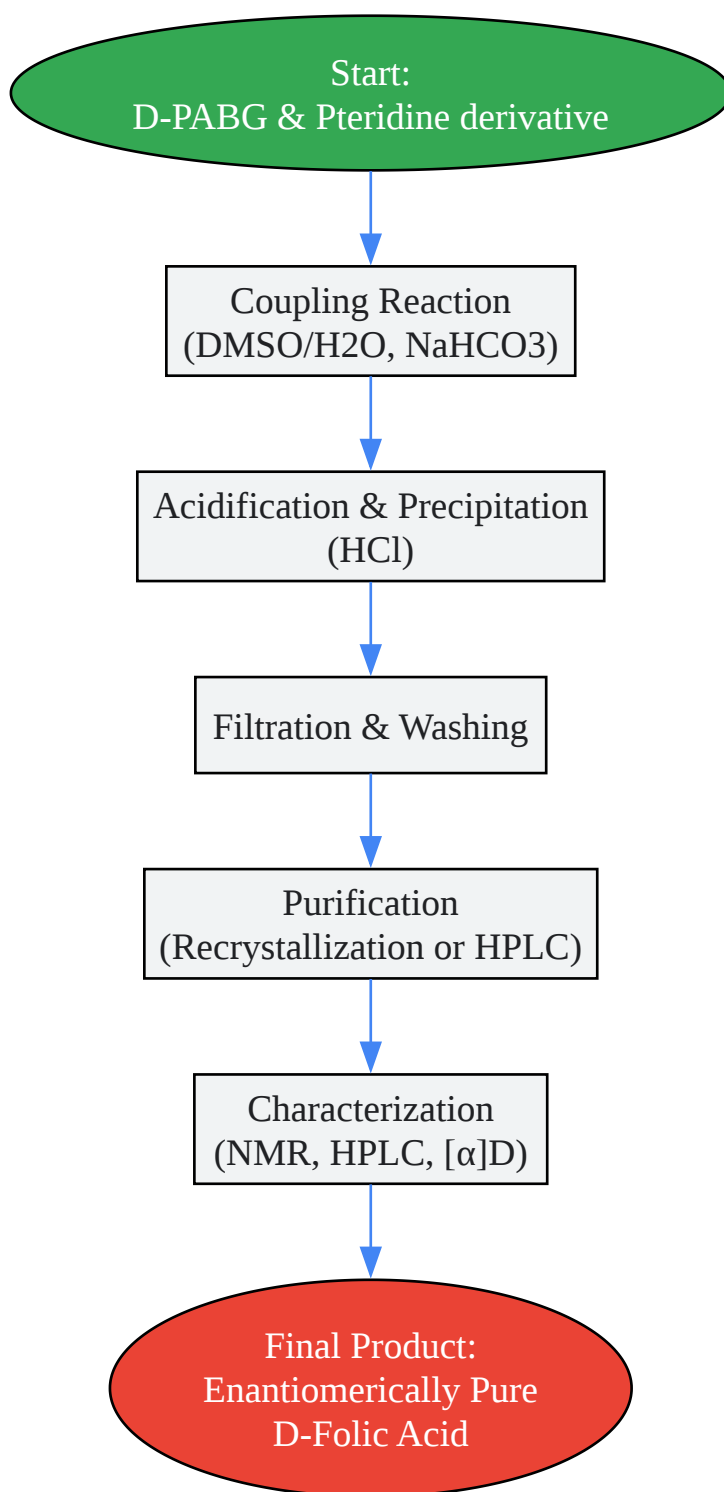 Start:
D-PABG & Pteridine derivative
Coupling Reaction
(DMSO/H2O, NaHCO3)
Acidification & Precipitation
(HCl)
Filtration & Washing
Purification
(Recrystallization or HPLC)
Characterization
(NMR, HPLC, [α]D)
Final Product:
Enantiomerically Pure
D-Folic Acid